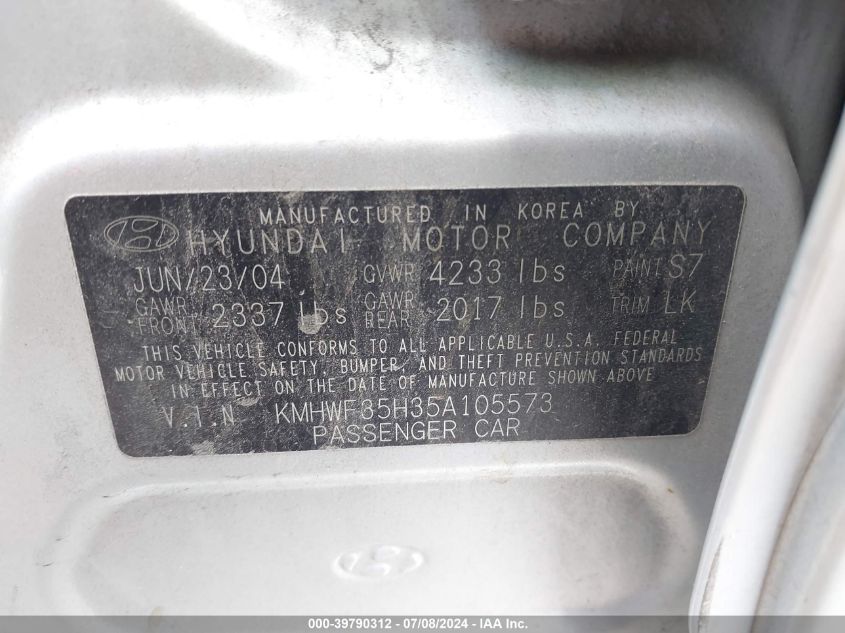 MANUFACTURED IN KOREA BY
HYUNDAI MOTOR COMPANY
JUN/23/04 GVWR 4233 lbs PAINT S7
GAWR FRONT 2337 lbs GAWR REAR 2017 lbs TRIM LK
THIS VEHICLE CONFORMS TO ALL APPLICABLE U.S.A. FEDERAL
MOTOR VEHICLE SAFETY, BUMPER, AND THEFT PREVENTION STANDARDS
IN EFFECT ON THE DATE OF MANUFACTURE SHOWN ABOVE
V.I.N KMHWF35H35A105573
PASSENGER CAR
000-39790312 - 07/08/2024 - IAA Inc.